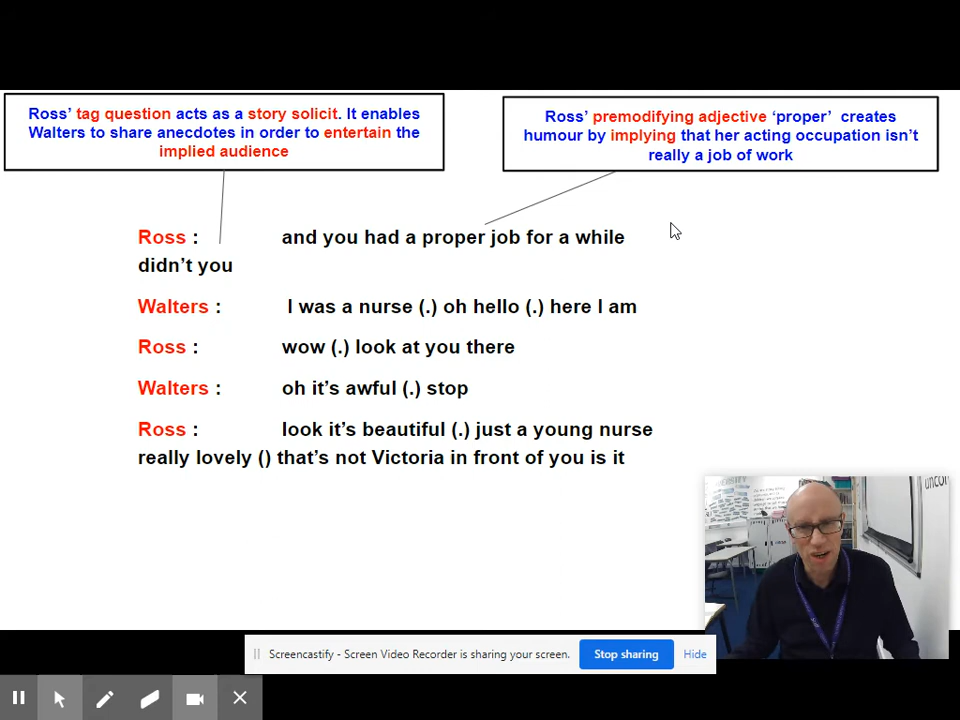 Ross' tag question acts as a story solicit. It enables
Walters to share anecdotes in order to entertain the
implied audience
Ross' premodifying adjective 'proper' creates
humour by implying that her acting occupation isn't
really a job of work
Ross : and you had a proper job for a while
didn't you
Walters : I was a nurse (.) oh hello (.) here I am
Ross : wow (.) look at you there
Walters : oh it's awful (.) stop
Ross : look it's beautiful (.) just a young nurse
really lovely () that's not Victoria in front of you is it
Screencastify - Screen Video Recorder is sharing your screen.
Stop sharing
Hide